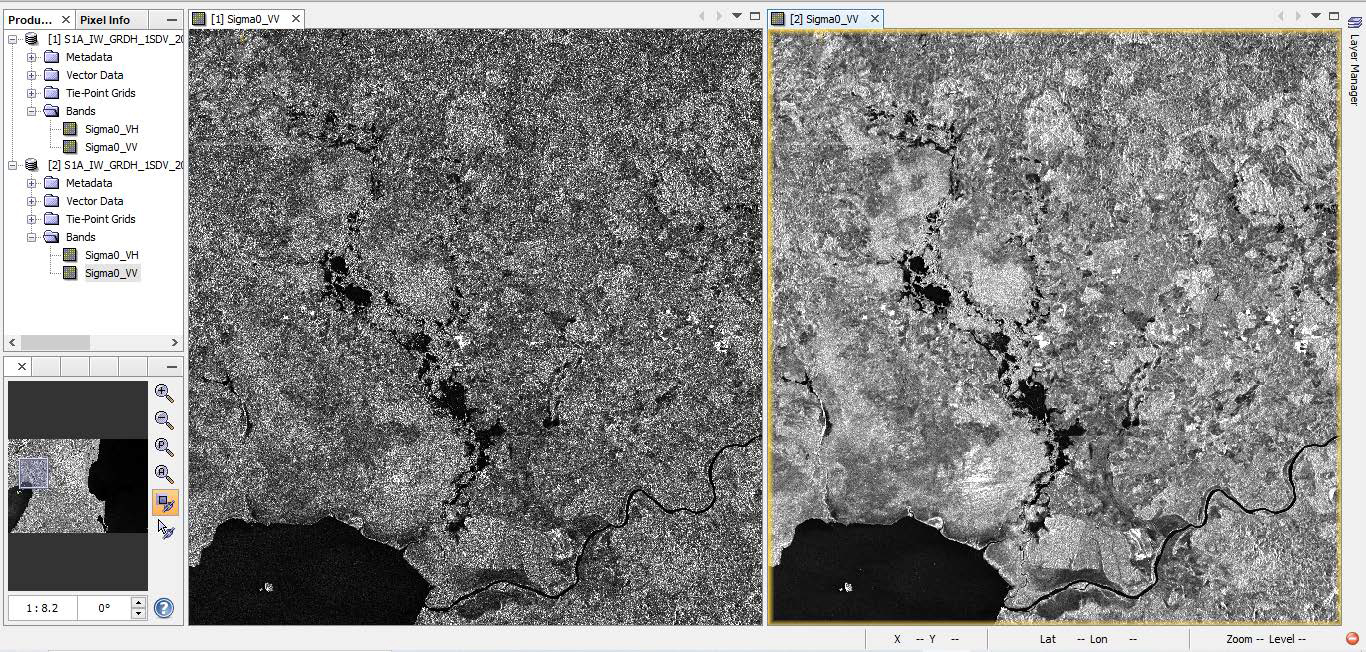 Produ...
Pixel Info
[1] Sigma0_VV
[2] Sigma0_VV
[1] S1A_IW_GRDH_1SDV_20
Metadata
Vector Data
Tie-Point Grids
Bands
Sigma0_VH
Sigma0_VV
[2] S1A_IW_GRDH_1SDV_20
Metadata
Vector Data
Tie-Point Grids
Bands
Sigma0_VH
Sigma0_VV
Layer Manager
1 : 8.2
0°
X -- Y -- Lat -- Lon -- Zoom -- Level --